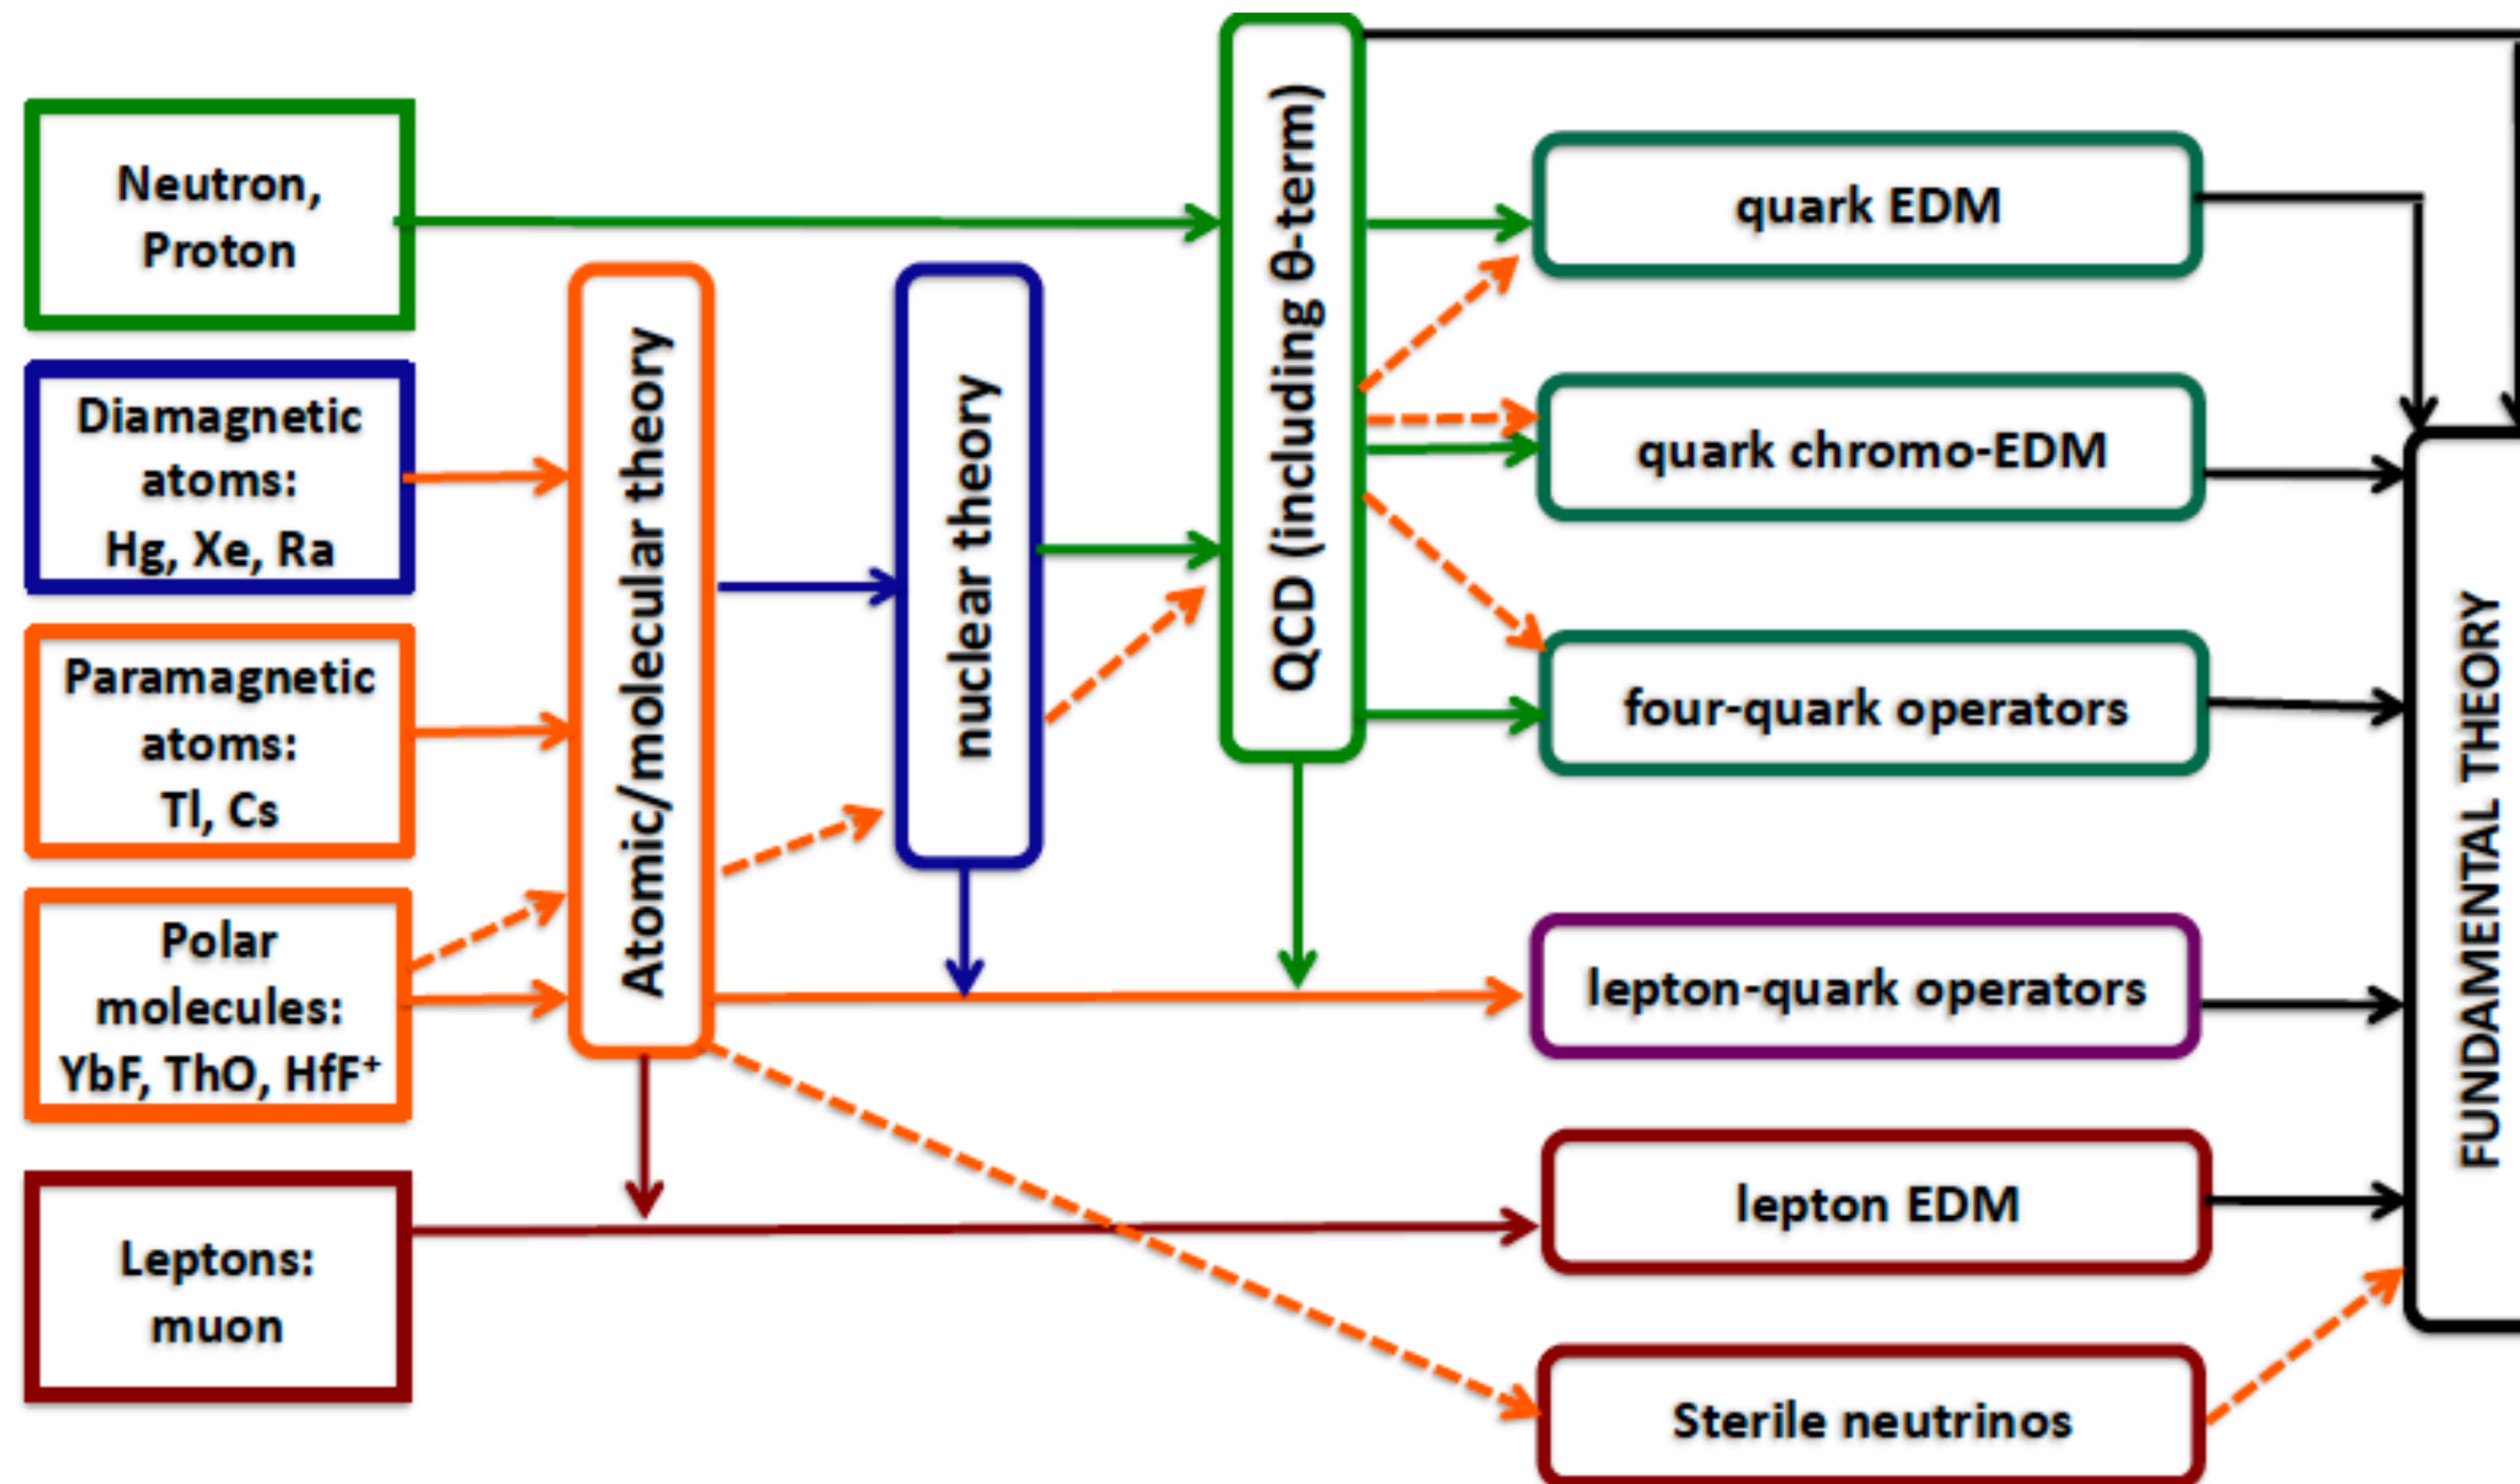 Neutron,
Proton
Diamagnetic
atoms:
Hg, Xe, Ra
Paramagnetic
atoms:
Tl, Cs
Polar
molecules:
YbF, ThO, HfF⁺
Leptons:
muon
Atomic/molecular theory
nuclear theory
QCD (including θ-term)
quark EDM
quark chromo-EDM
four-quark operators
lepton-quark operators
lepton EDM
Sterile neutrinos
FUNDAMENTAL THEORY